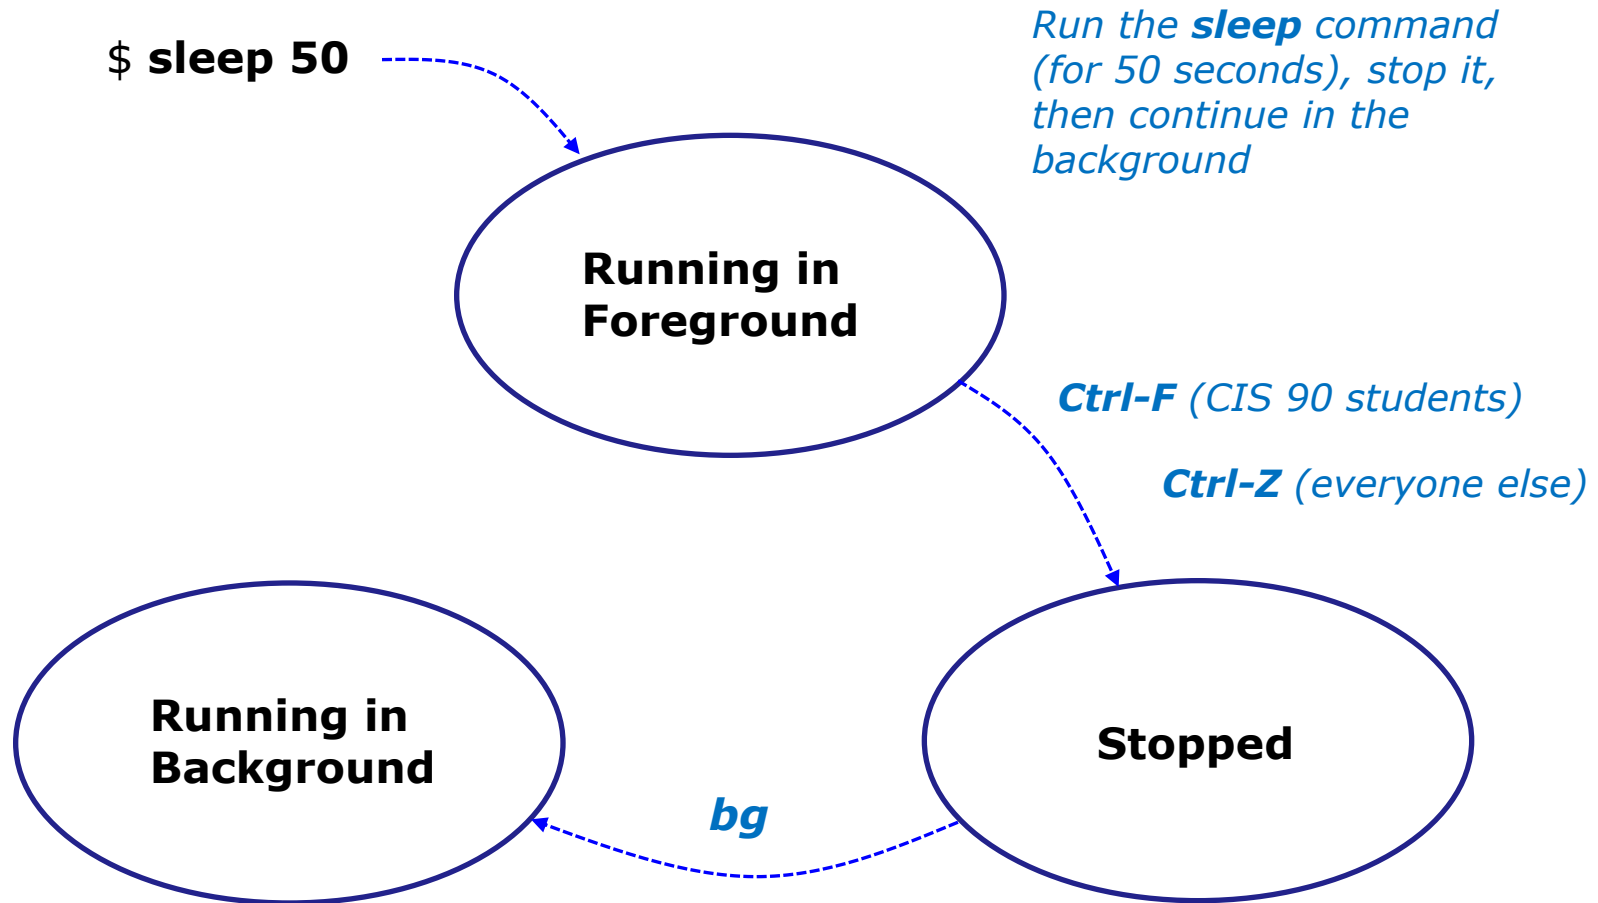 $ sleep 50
Run the sleep command
(for 50 seconds), stop it,
then continue in the
background
Running in
Foreground
Ctrl-F (CIS 90 students)
Ctrl-Z (everyone else)
Running in
Background
Stopped
bg